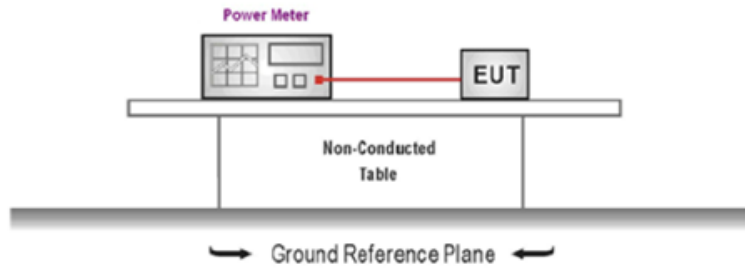 Power Meter
EUT
Non-Conducted
Table
Ground Reference Plane